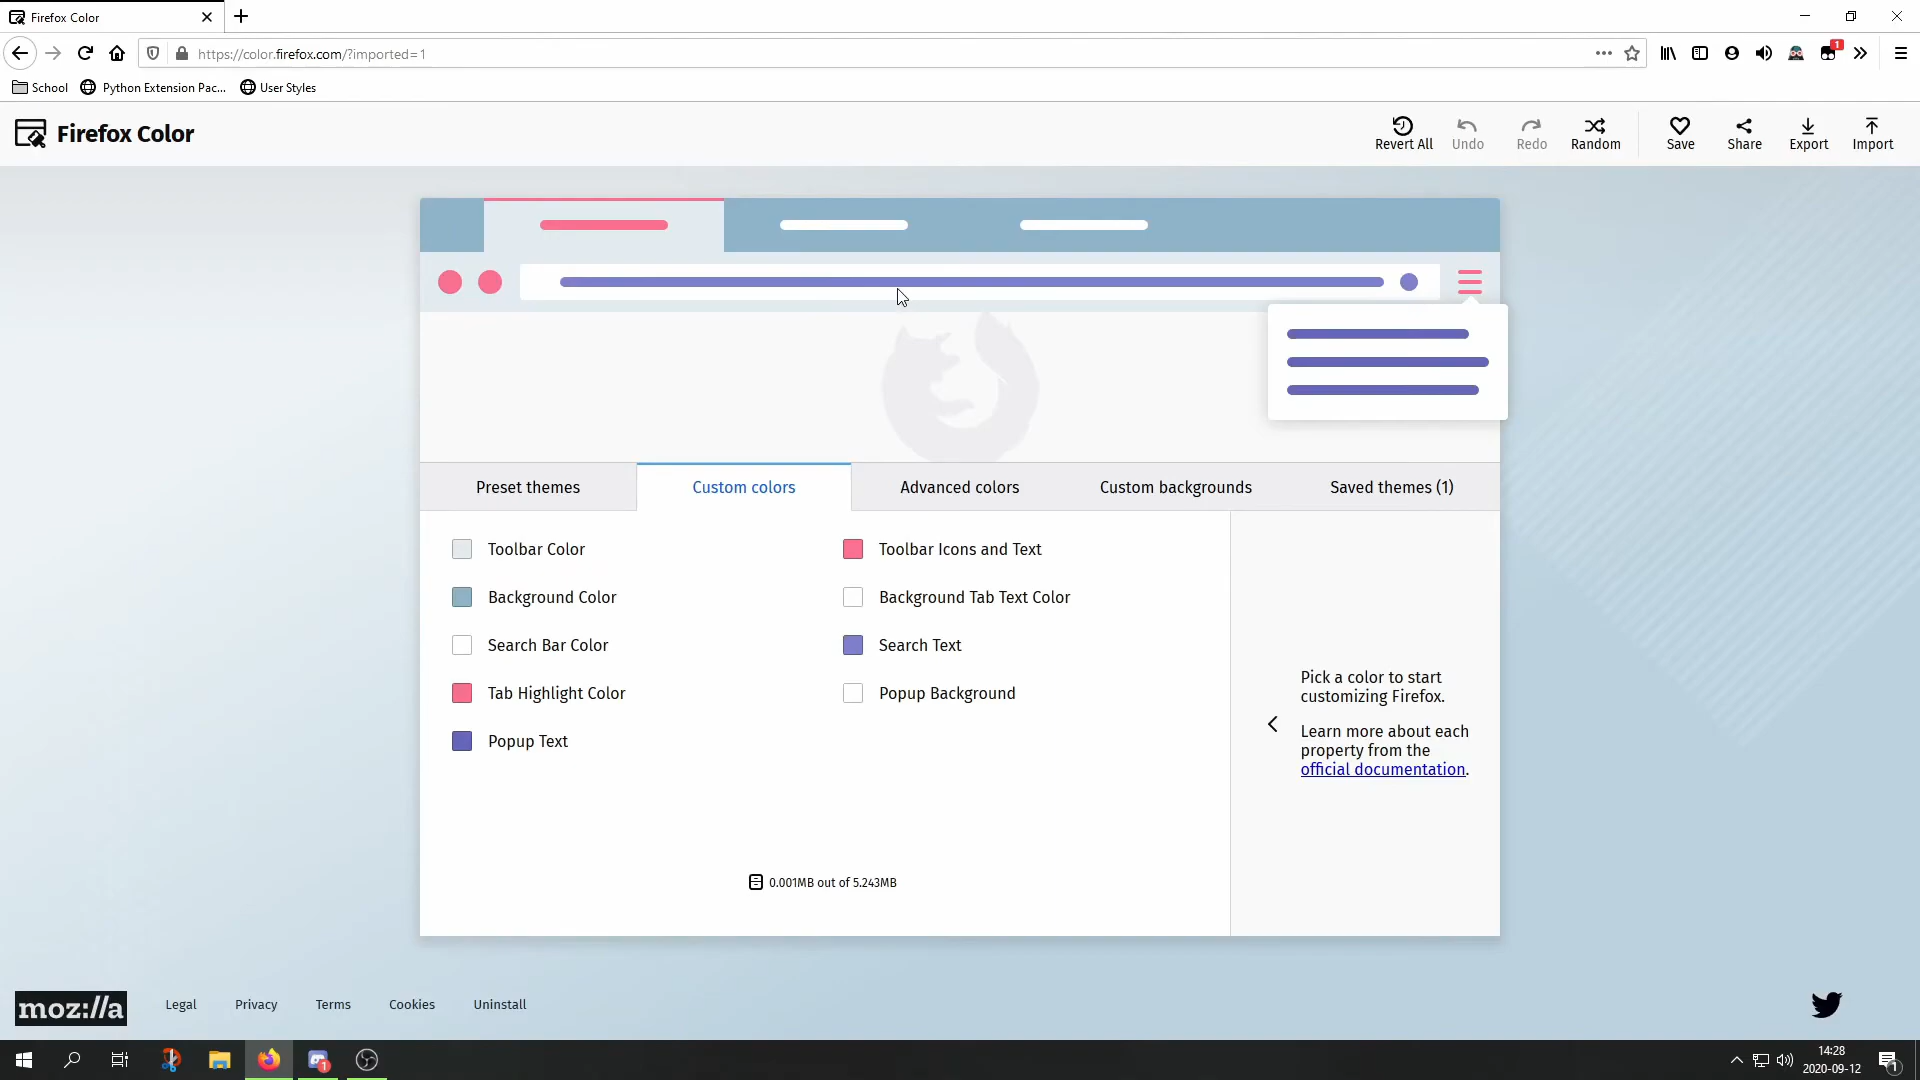 Firefox Color
https://color.firefox.com/?imported=1
1
School
Python Extension Pac...
User Styles
Firefox Color
Revert All
Undo
Redo
Random
Save
Share
Export
Import
Preset themes
Custom colors
Advanced colors
Custom backgrounds
Saved themes (1)
Toolbar Color
Toolbar Icons and Text
Background Color
Background Tab Text Color
Search Bar Color
Search Text
Tab Highlight Color
Popup Background
Popup Text
Pick a color to start
customizing Firefox.
Learn more about each
property from the
official documentation.
0.001MB out of 5.243MB
moz://a
Legal
Privacy
Terms
Cookies
Uninstall
1
14:28
2020-09-12
1